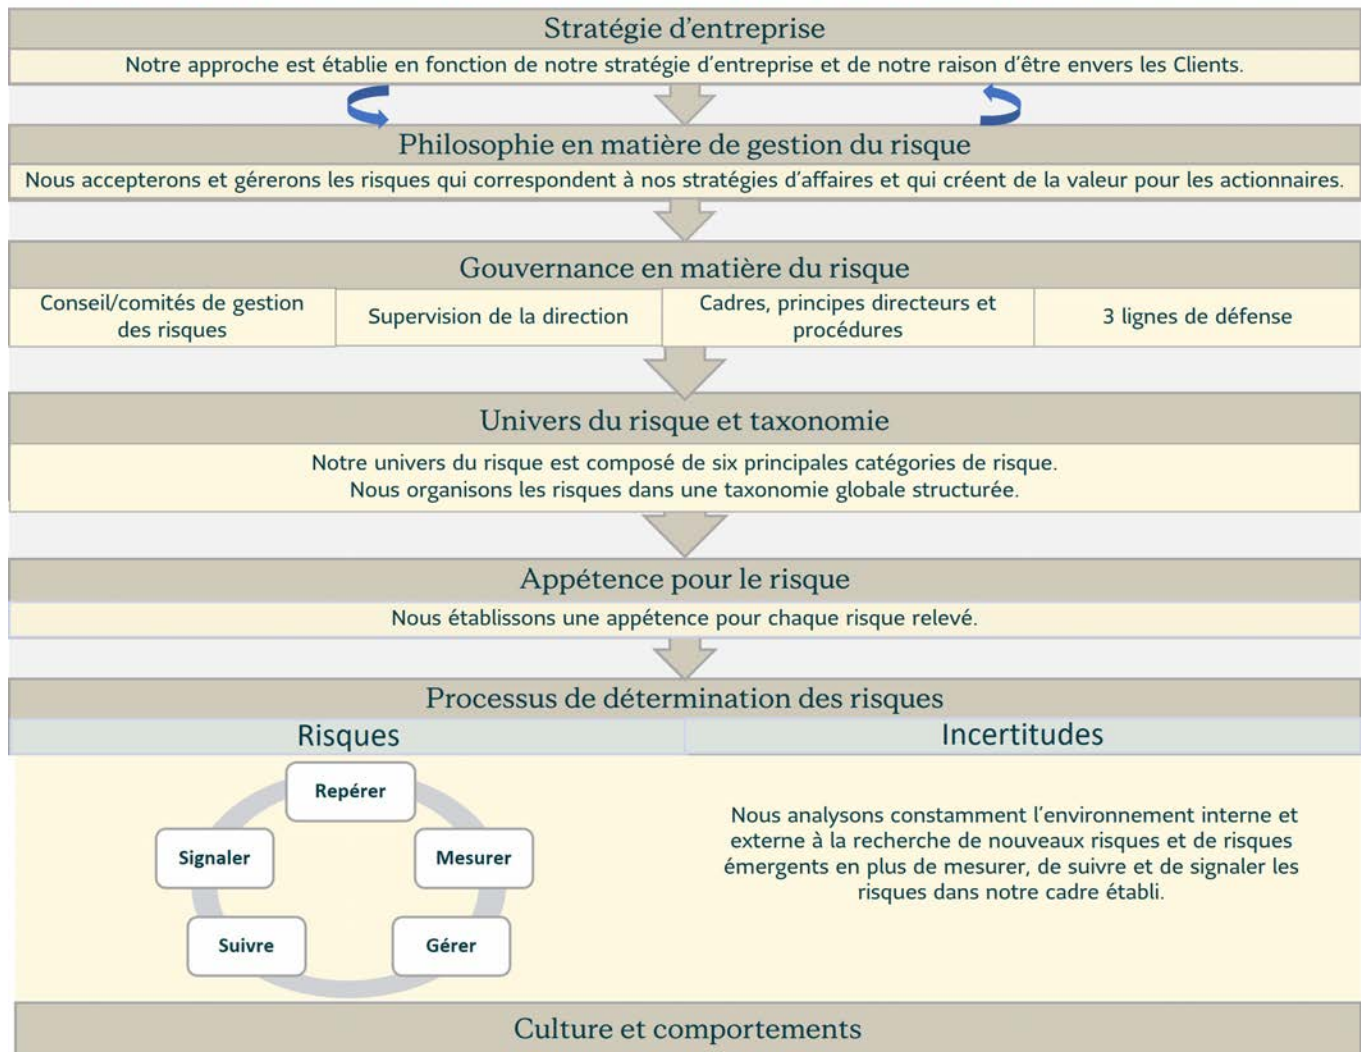 Stratégie d'entreprise
Notre approche est établie en fonction de notre stratégie d'entreprise et de notre raison d'être envers les Clients.
Philosophie en matière de gestion du risque
Nous accepterons et gérerons les risques qui correspondent à nos stratégies d'affaires et qui créent de la valeur pour les actionnaires.
Gouvernance en matière du risque
Conseil/comités de gestion
des risques
Supervision de la direction
Cadres, principes directeurs et
procédures
3 lignes de défense
Univers du risque et taxonomie
Notre univers du risque est composé de six principales catégories de risque.
Nous organisons les risques dans une taxonomie globale structurée.
Appétence pour le risque
Nous établissons une appétence pour chaque risque relevé.
Processus de détermination des risques
Risques
Incertitudes
Repérer
Mesurer
Gérer
Suivre
Signaler
Nous analysons constamment l'environnement interne et
externe à la recherche de nouveaux risques et de risques
émergents en plus de mesurer, de suivre et de signaler les
risques dans notre cadre établi.
Culture et comportements